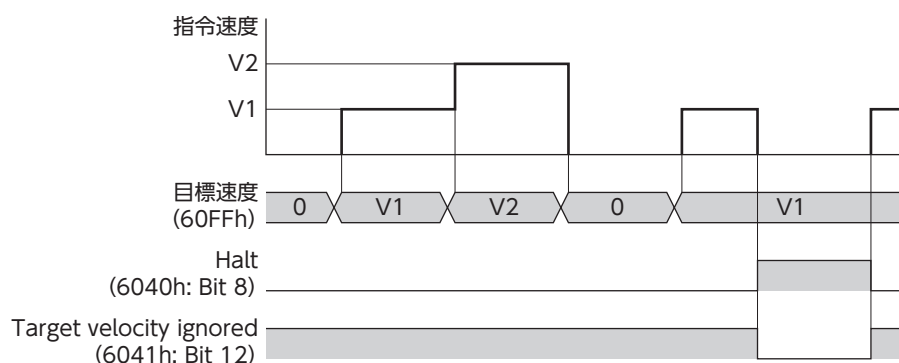 指令速度
V2
V1
目標速度
(60FFh)
0 V1 V2 0 V1
Halt
(6040h: Bit 8)
Target velocity ignored
(6041h: Bit 12)